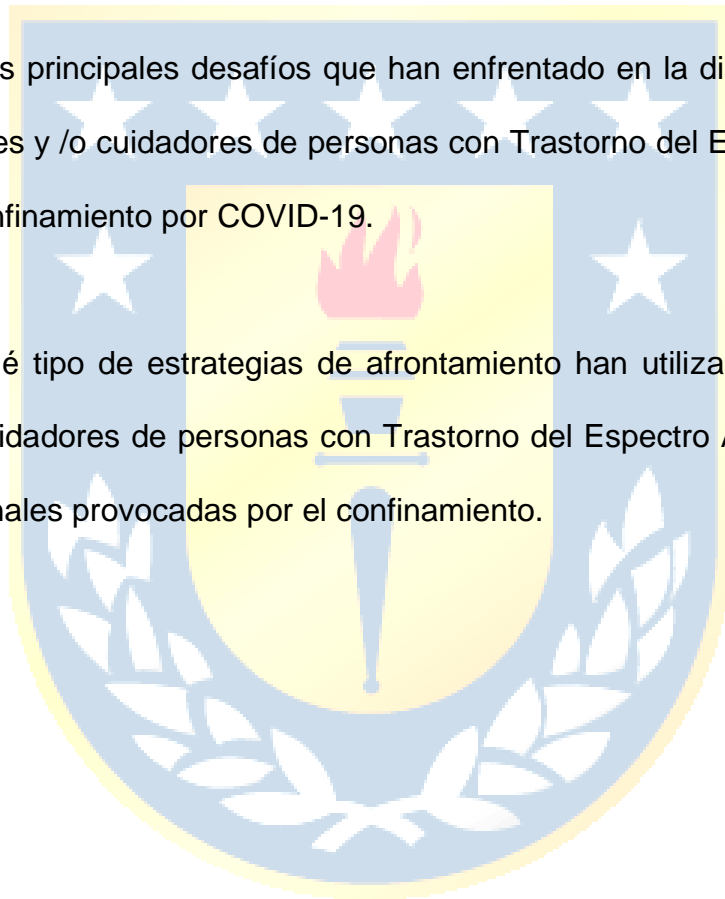 s principales desafíos que han enfrentado en la di
es y /o cuidadores de personas con Trastorno del E
nfinamiento por COVID-19.
é tipo de estrategias de afrontamiento han utiliza
idadores de personas con Trastorno del Espectro A
nales provocadas por el confinamiento.